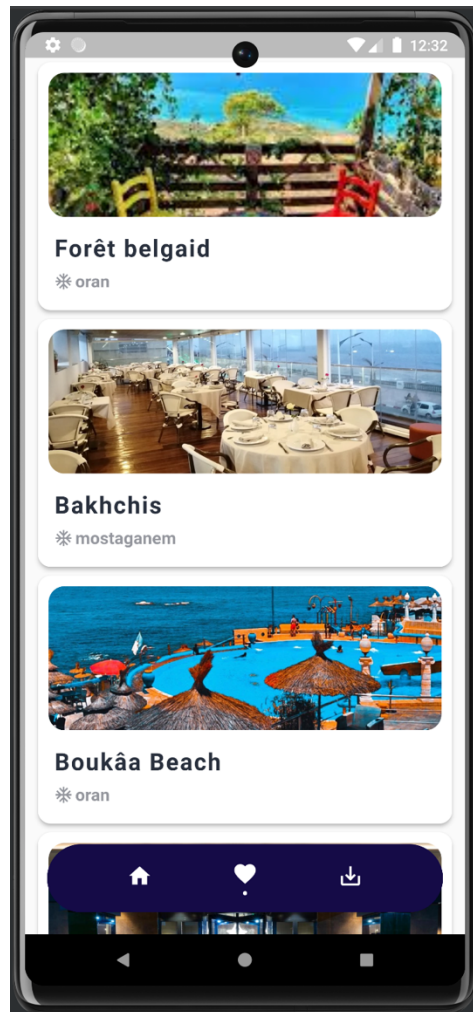 12:32
Forêt belgaid
oran
Bakhchis
mostaganem
Boukâa Beach
oran